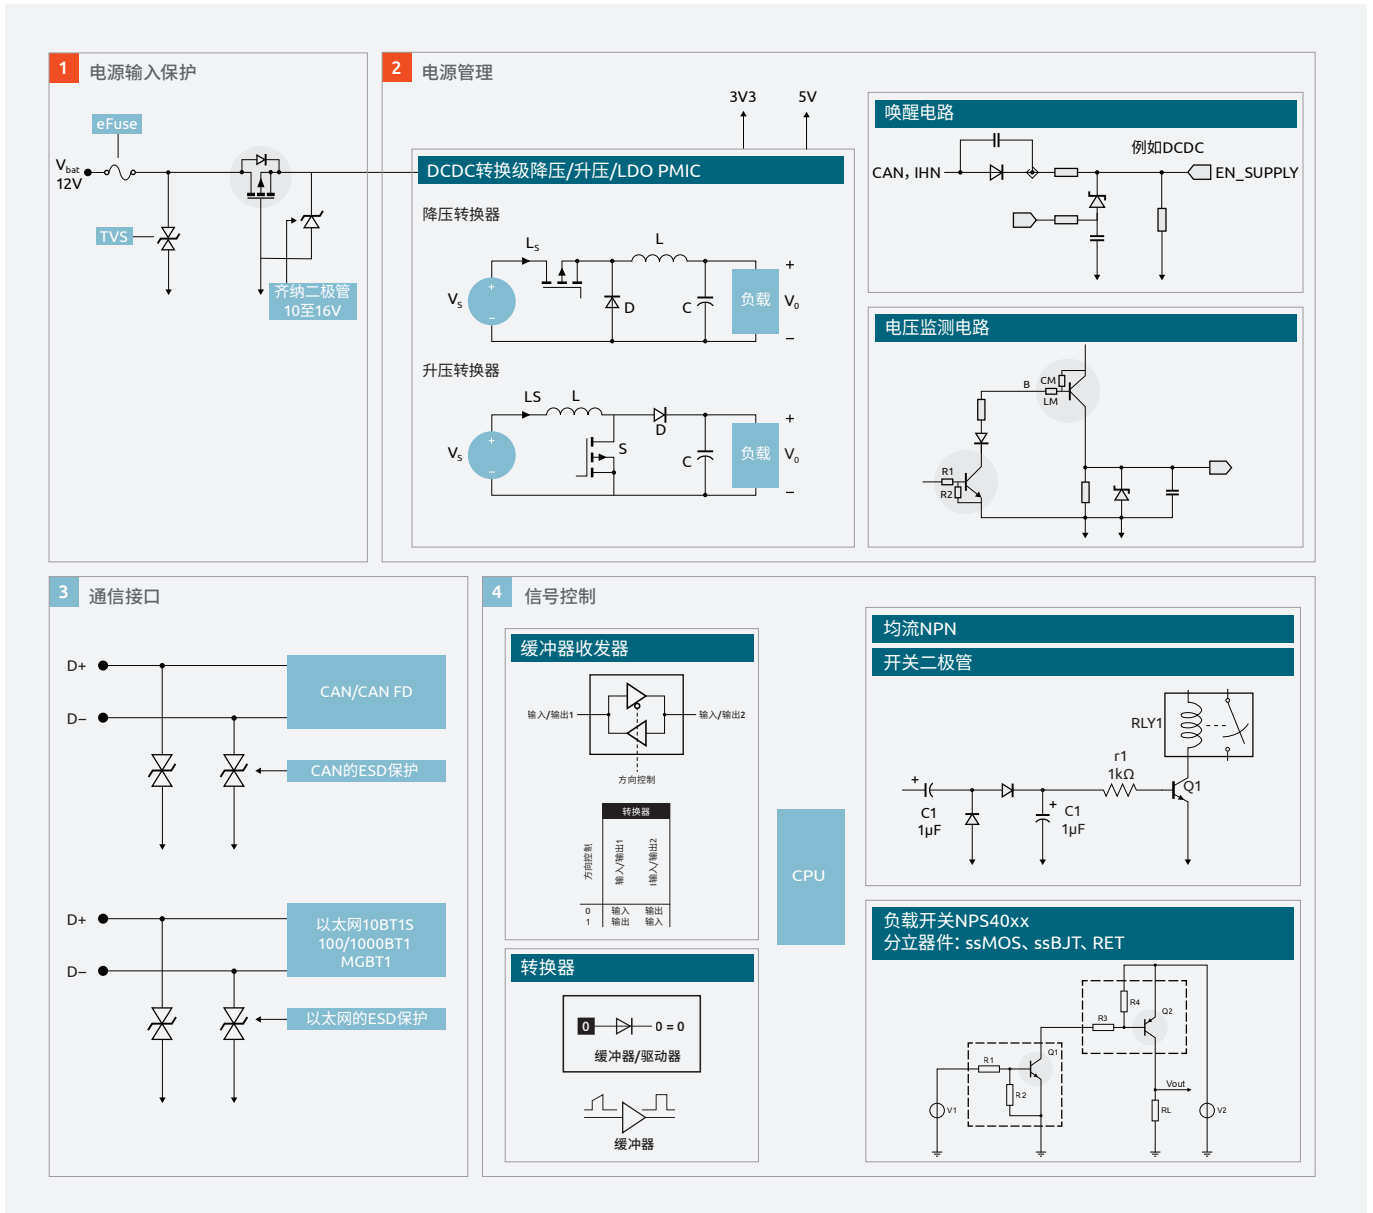 1
电源输入保护
eFuse
Vbat
12V
TVS
齐纳二极管
10至16V
2
电源管理
3V3
5V
DCDC转换级降压/升压/LDO PMIC
降压转换器
Ls
L
Vs
+
−
D
C
负载
+
V0
−
升压转换器
LS
L
Vs
+
−
S
D
C
负载
+
V0
−
唤醒电路
例如DCDC
CAN，IHN
EN_SUPPLY
电压监测电路
B
CM
LM
R1
R2
3
通信接口
D+
D−
CAN/CAN FD
CAN的ESD保护
D+
D−
以太网10BT1S
100/1000BT1
MGBT1
以太网的ESD保护
4
信号控制
缓冲器收发器
输入/输出1
输入/输出2
方向控制
转换器
方向控制
输入/输出1
I输入/输出2
0 输入 输出
1 输出 输入
转换器
0
0 = 0
缓冲器/驱动器
缓冲器
CPU
均流NPN
开关二极管
RLY1
r1
1kΩ
Q1
+
C1
1μF
+
C1
1μF
负载开关NPS40xx
分立器件：ssMOS、ssBJT、RET
R4
Q2
R3
Q1
R1
R2
Vout
V1
RL
V2